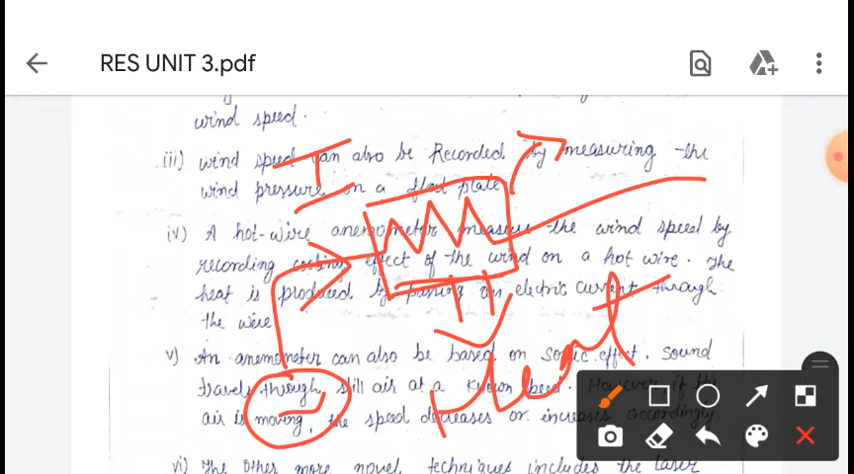 RES UNIT 3.pdf
wind speed.
iii) wind speed can also be Recorded by measuring the
wind pressure on a flat plate
iv) A hot-wire anemometer measures the wind speed by
recording cooling effect of the wind on a hot wire. The
heat is produced by passing an electric current through
the wire
I
Heat
v) An anemometer can also be based on sonic effect. Sound
travels through still air at a known speed. However if the
air is moving, the speed decreases or increases accordingly.
vi) The other more novel techniques includes the laser